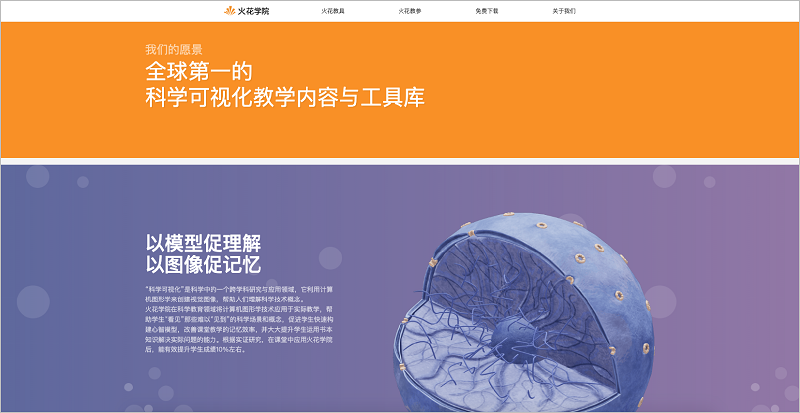 火花学院
火花教具
火花教参
免费下载
关于我们
我们的愿景
全球第一的
科学可视化教学内容与工具库
以模型促理解
以图像促记忆
“科学可视化”是科学中的一个跨学科研究与应用领域，它利用计算
机图形学来创建视觉图像，帮助人们理解科学技术概念。
火花学院在科学教育领域将计算机图形学技术应用于实际教学，帮
助学生“看见”那些难以“见到”的科学场景和概念，促进学生快速构
建心智模型，改善课堂教学的记忆效率，并大大提升学生运用书本
知识解决实际问题的能力。根据实证研究，在课堂中应用火花学院
后，能有效提升学生成绩10%左右。